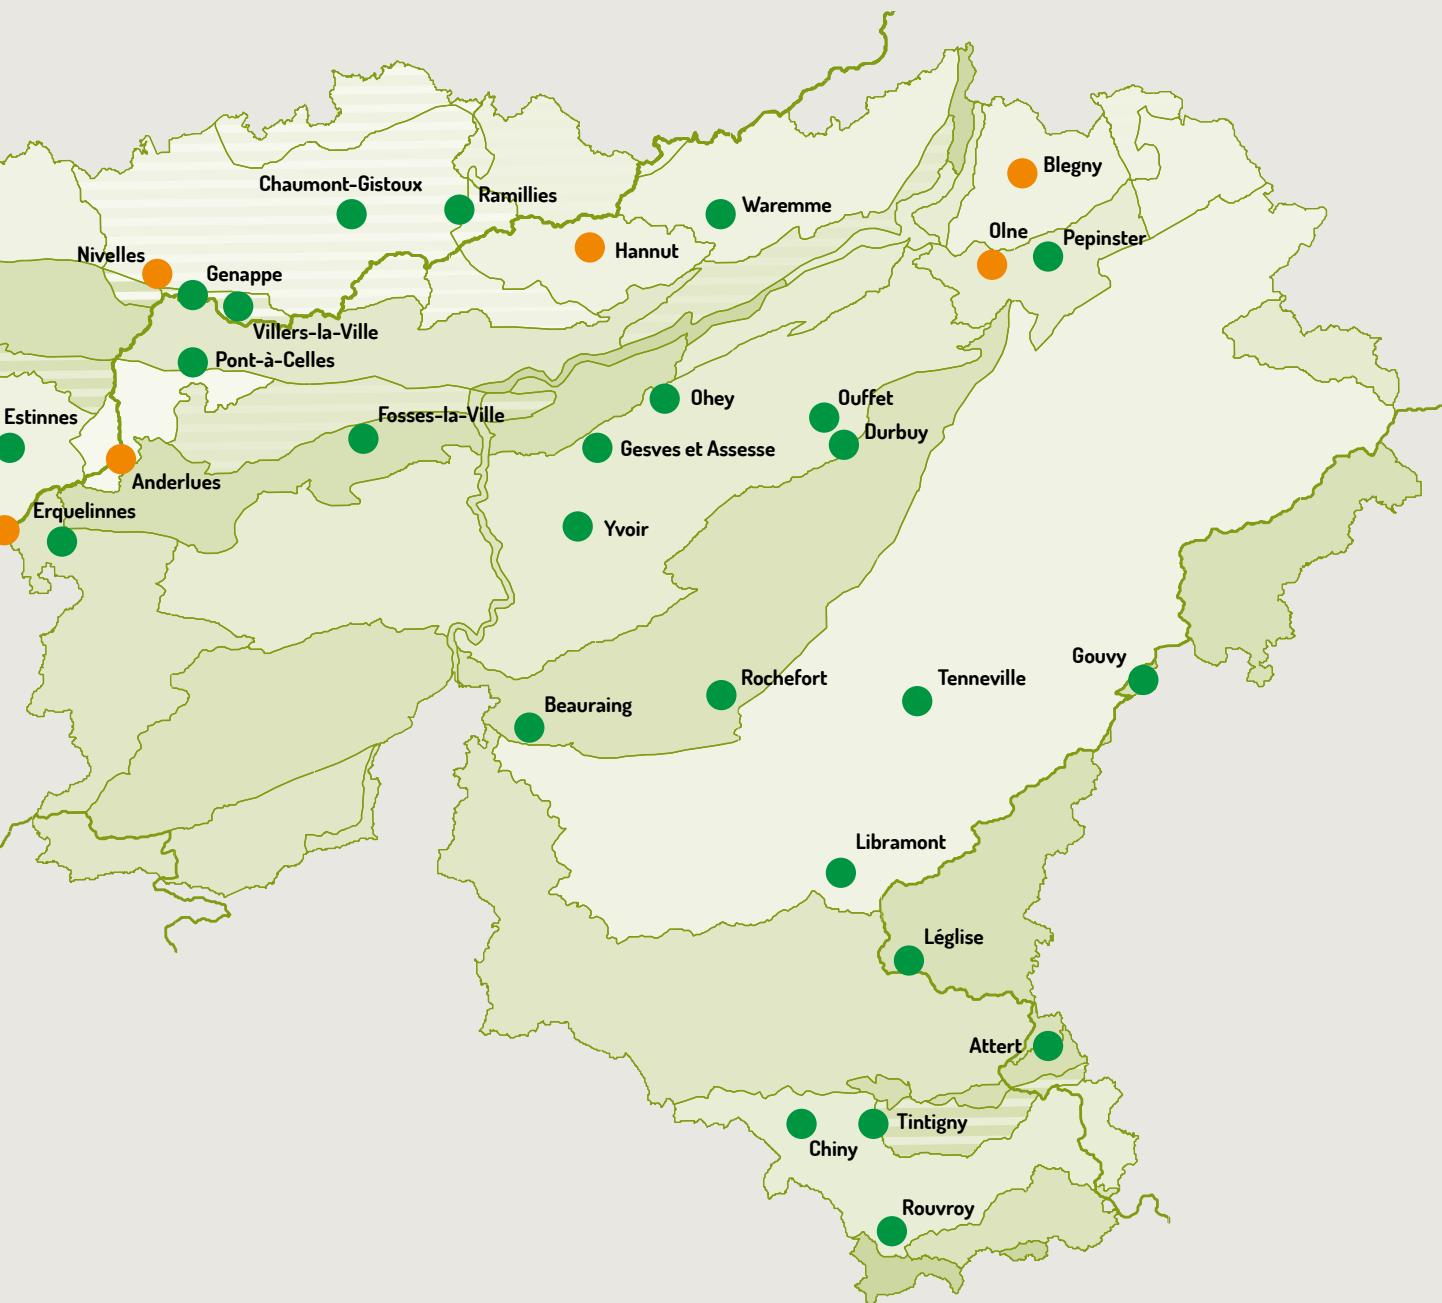 Blegny
Chaumont-Gistoux
Ramillies
Waremme
Olne
Pepinster
Nivelles
Hannut
Genappe
Villers-la-Ville
Pont-à-Celles
Ohey
Ouffet
Estinnes
Fosses-la-Ville
Durbuy
Gesves et Assesse
Anderlues
Erquelinnes
Yvoir
Gouvy
Rochefort
Tenneville
Beauraing
Libramont
Léglise
Attert
Tintigny
Chiny
Rouvroy